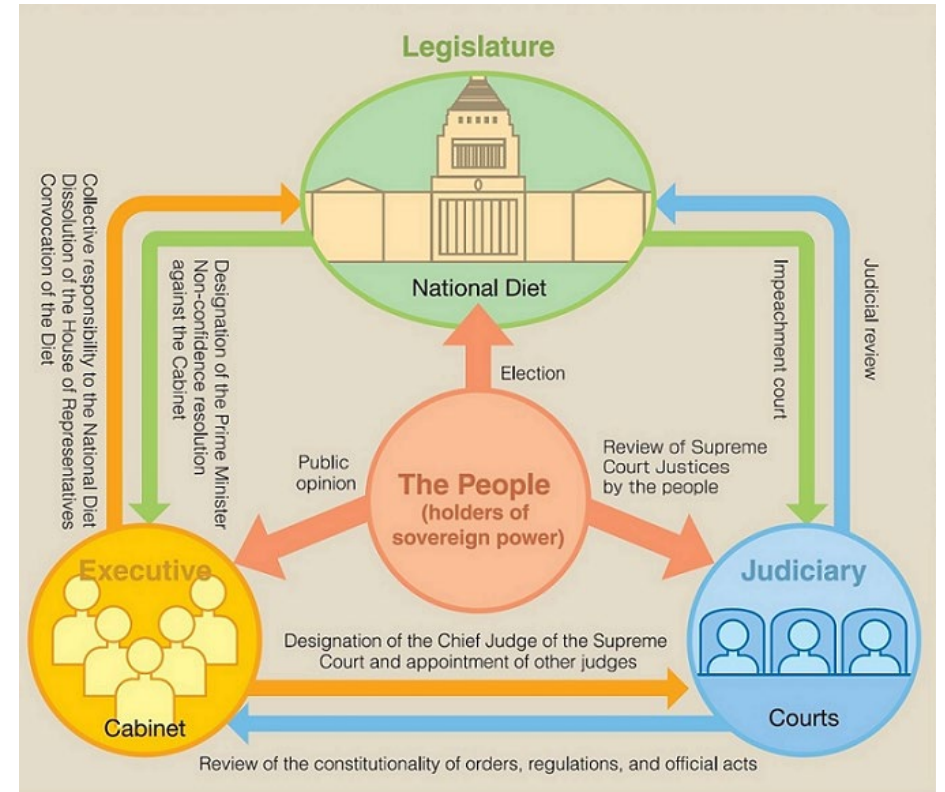 Legislature
National Diet
Collective responsibility to the National Diet
Dissolution of the House of Representatives
Convocation of the Diet
Designation of the Prime Minister
Non-confidence resolution
against the Cabinet
Impeachment court
Judicial review
Election
Public
opinion
The People
(holders of
sovereign power)
Review of Supreme
Court Justices
by the people
Executive
Cabinet
Judiciary
Courts
Designation of the Chief Judge of the Supreme
Court and appointment of other judges
Review of the constitutionality of orders, regulations, and official acts